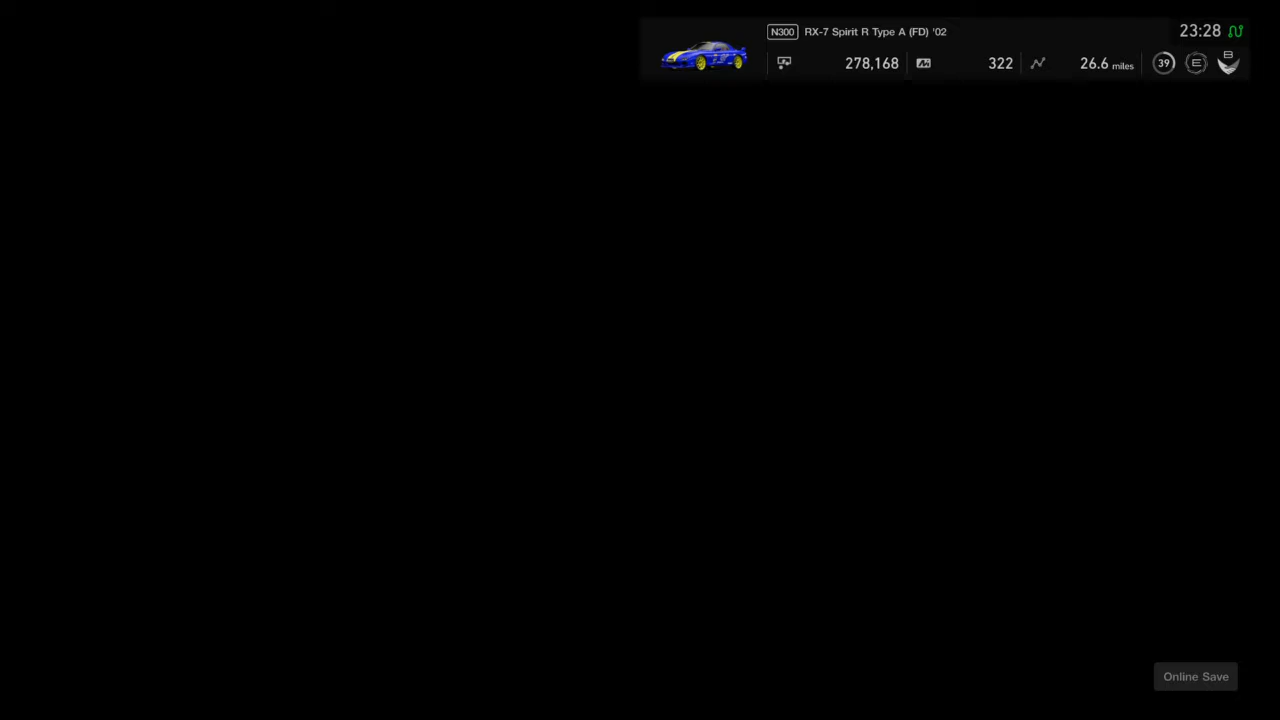 N300 RX-7 Spirit R Type A (FD) '02 23:28
278,168 322 26.6 miles 39 E B
Online Save